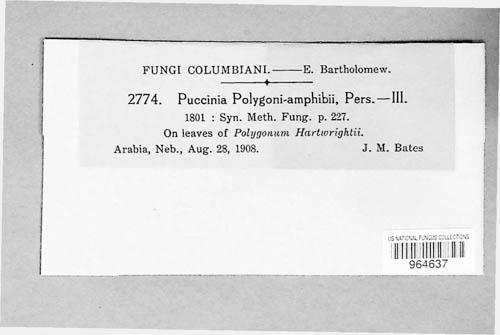 FUNGI COLUMBIANI.——E. Bartholomew.
2774. Puccinia Polygoni-amphibii, Pers.—III.
1801 : Syn. Meth. Fung. p. 227.
On leaves of Polygonum Hartwrightii.
Arabia, Neb., Aug. 28, 1908. J. M. Bates
US NATIONAL FUNGUS COLLECTIONS
964637